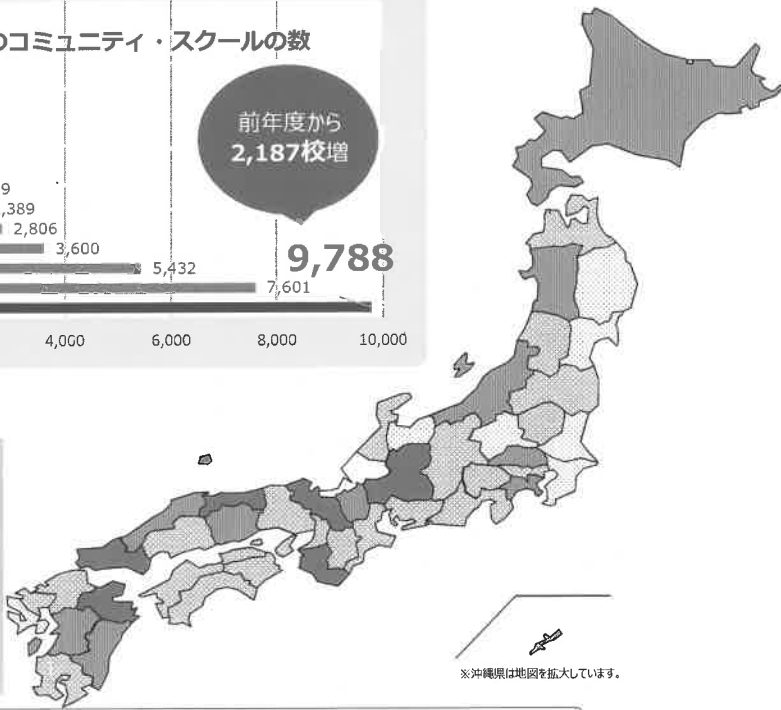 のコミュニティ・スクールの数
前年度から
2,187校増
9
,389
2,806
3,600
5,432
9,788
7,601
4,000
6,000
8,000
10,000
※沖縄県は地図を拡大しています。